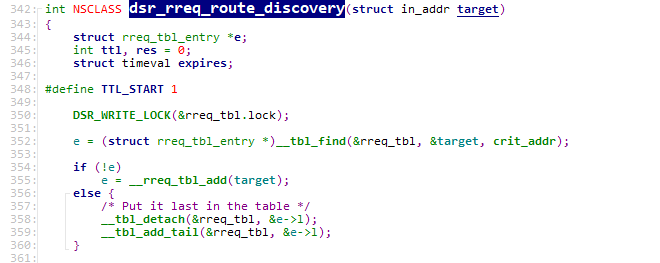 342: int NSCLASS dsr_rreq_route_discovery(struct in_addr target)
343: {
344:     struct rreq_tbl_entry *e;
345:     int ttl, res = 0;
346:     struct timeval expires;
347:
348: #define TTL_START 1
349:
350:     DSR_WRITE_LOCK(&rreq_tbl.lock);
351:
352:     e = (struct rreq_tbl_entry *)__tbl_find(&rreq_tbl, &target, crit_addr);
353:
354:     if (!e)
355:         e = __rreq_tbl_add(target);
356:     else {
357:         /* Put it last in the table */
358:         __tbl_detach(&rreq_tbl, &e->l);
359:         __tbl_add_tail(&rreq_tbl, &e->l);
360:     }
361: